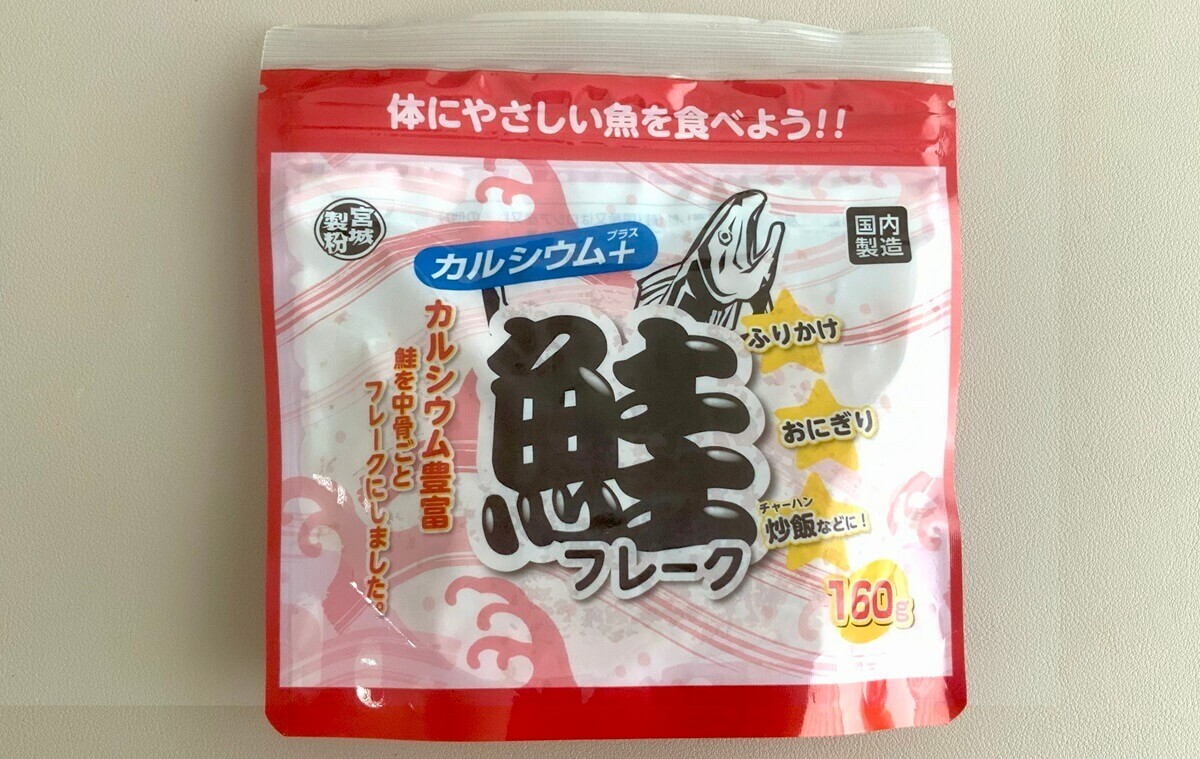 体にやさしい魚を食べよう!!
宮城
製粉
カルシウム+
プラス
国内
製造
カルシウム豊富
鮭を中骨ごと
フレークにしました。
鮭
フレーク
ふりかけ
おにぎり
チャーハン
炒飯などに!
160g